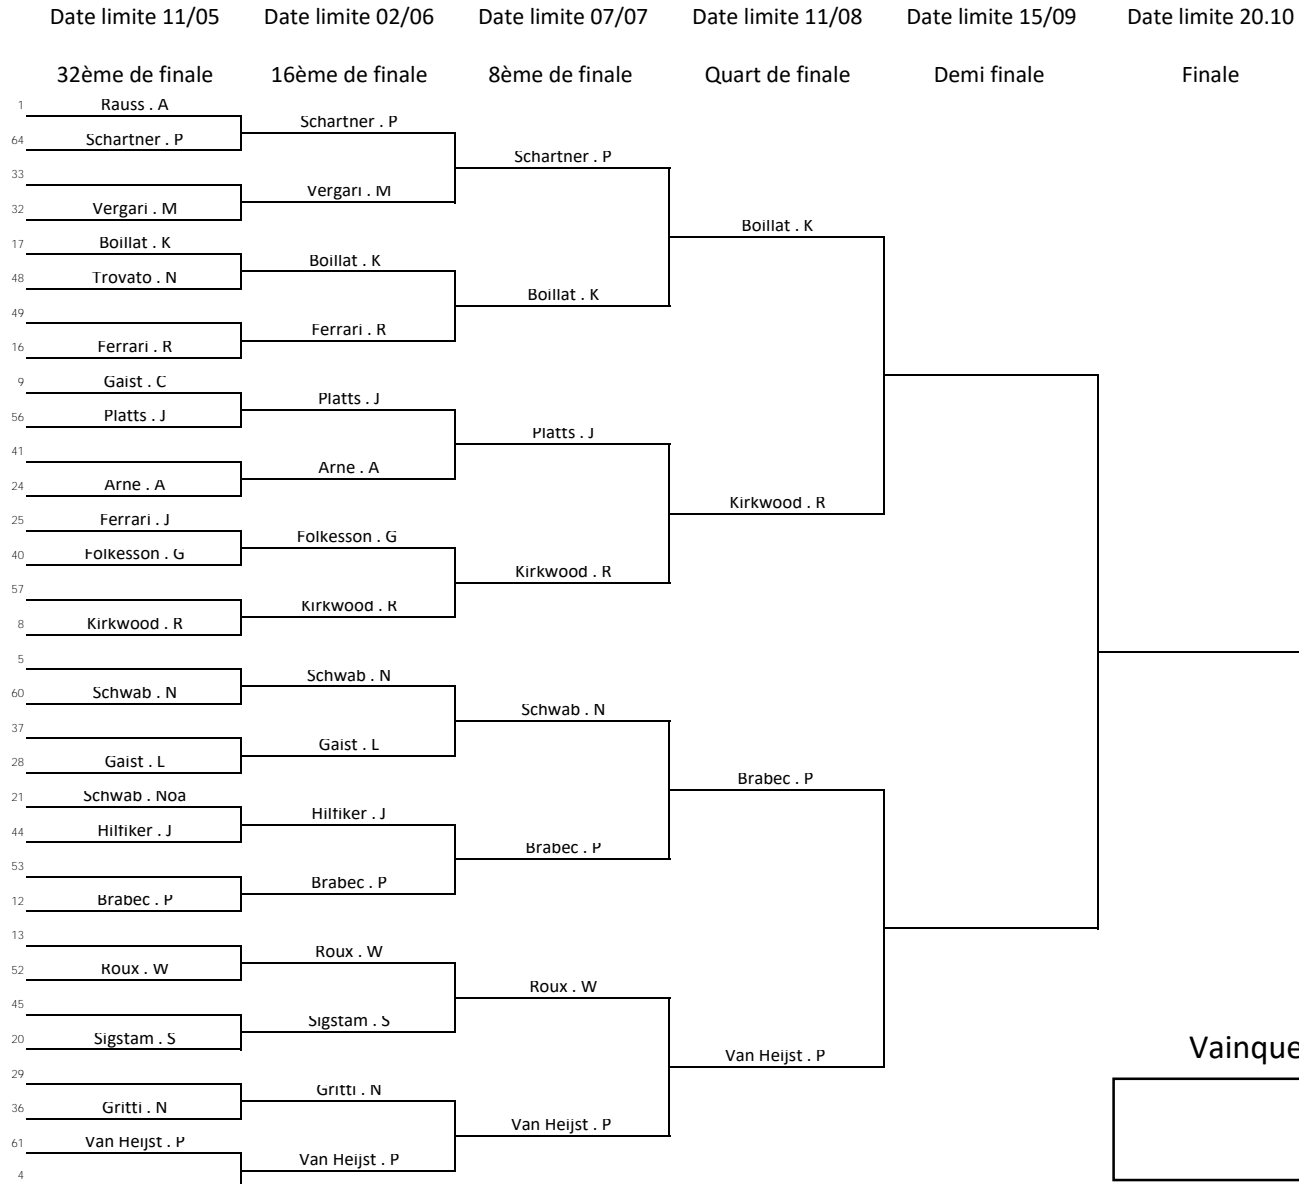 Date limite 11/05 Date limite 02/06 Date limite 07/07 Date limite 11/08 Date limite 15/09 Date limite 20.10
32ème de finale 16ème de finale 8ème de finale Quart de finale Demi finale Finale
1 Rauss . A
Schartner . P
64 Schartner . P
Schartner . P
33
Vergari . M
32 Vergari . M
Boillat . K
17 Boillat . K
Boillat . K
48 Trovato . N
Boillat . K
49
Ferrari . R
16 Ferrari . R
9 Gaist . C
Platts . J
56 Platts . J
Platts . J
41
Arne . A
24 Arne . A
Kirkwood . R
25 Ferrari . J
Folkesson . G
40 Folkesson . G
Kirkwood . R
57
Kirkwood . R
8 Kirkwood . R
5
Schwab . N
60 Schwab . N
Schwab . N
37
Gaist . L
28 Gaist . L
Brabec . P
21 Schwab . Noa
Hilfiker . J
44 Hilfiker . J
Brabec . P
53
Brabec . P
12 Brabec . P
13
Roux . W
52 Roux . W
Roux . W
45
Sigstam . S
20 Sigstam . S
Vainque
Van Heijst . P
29
Gritti . N
36 Gritti . N
Van Heijst . P
61 Van Heijst . P
Van Heijst . P
4